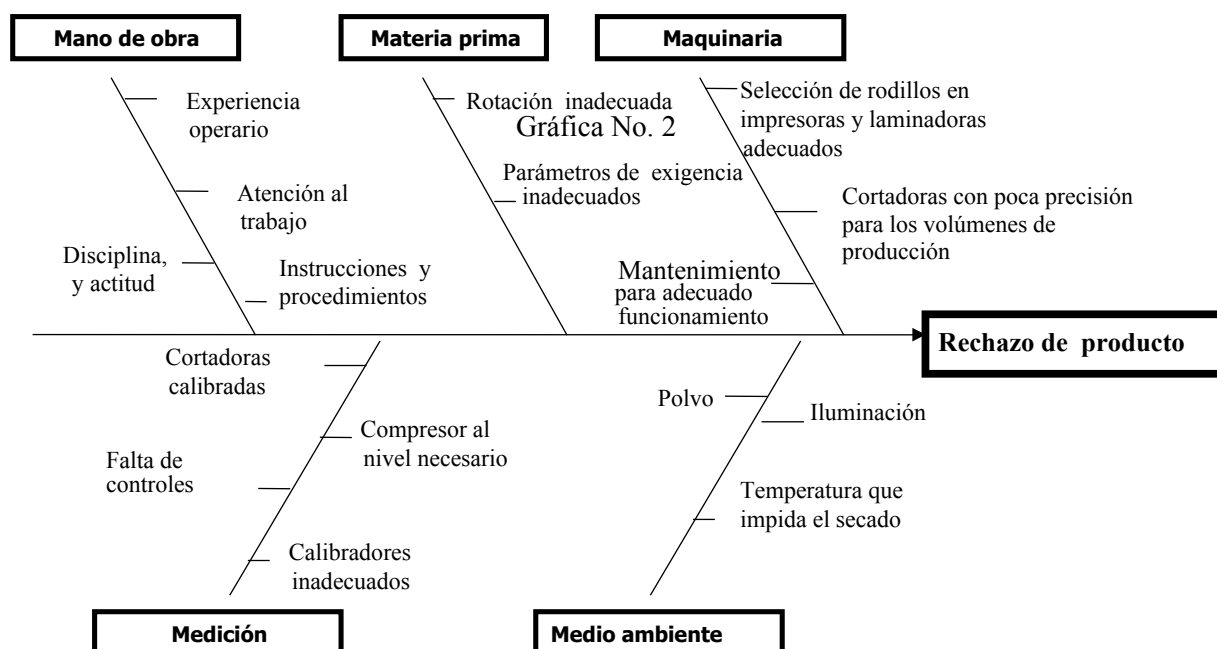 Mano de obra
Materia prima
Maquinaria
Experiencia
operario
Atención al
trabajo
Disciplina,
y actitud
Instrucciones y
procedimientos
Rotación inadecuada
Gráfica No. 2
Parámetros de exigencia
inadecuados
Selección de rodillos en
impresoras y laminadoras
adecuados
Cortadoras con poca precisión
para los volúmenes de
producción
Mantenimiento
para adecuado
funcionamiento
Rechazo de producto
Cortadoras
calibradas
Compresor al
nivel necesario
Falta de
controles
Calibradores
inadecuados
Polvo
Iluminación
Temperatura que
impida el secado
Medición
Medio ambiente